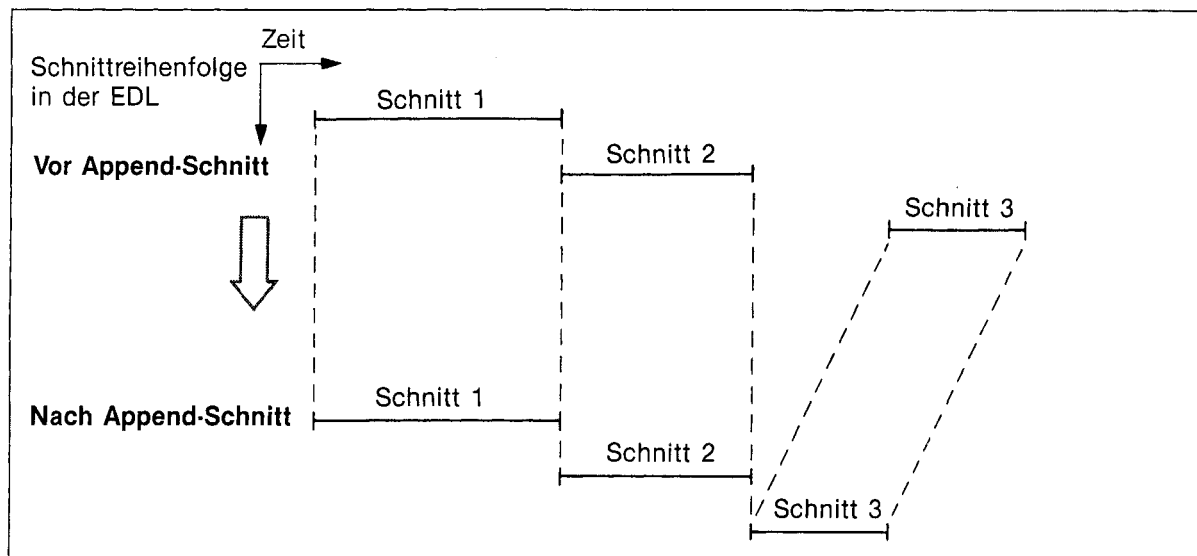 Zeit
Schnittreihenfolge
in der EDL
Schnitt 1
Vor Append-Schnitt
Schnitt 2
Schnitt 3
Nach Append-Schnitt
Schnitt 1
Schnitt 2
Schnitt 3